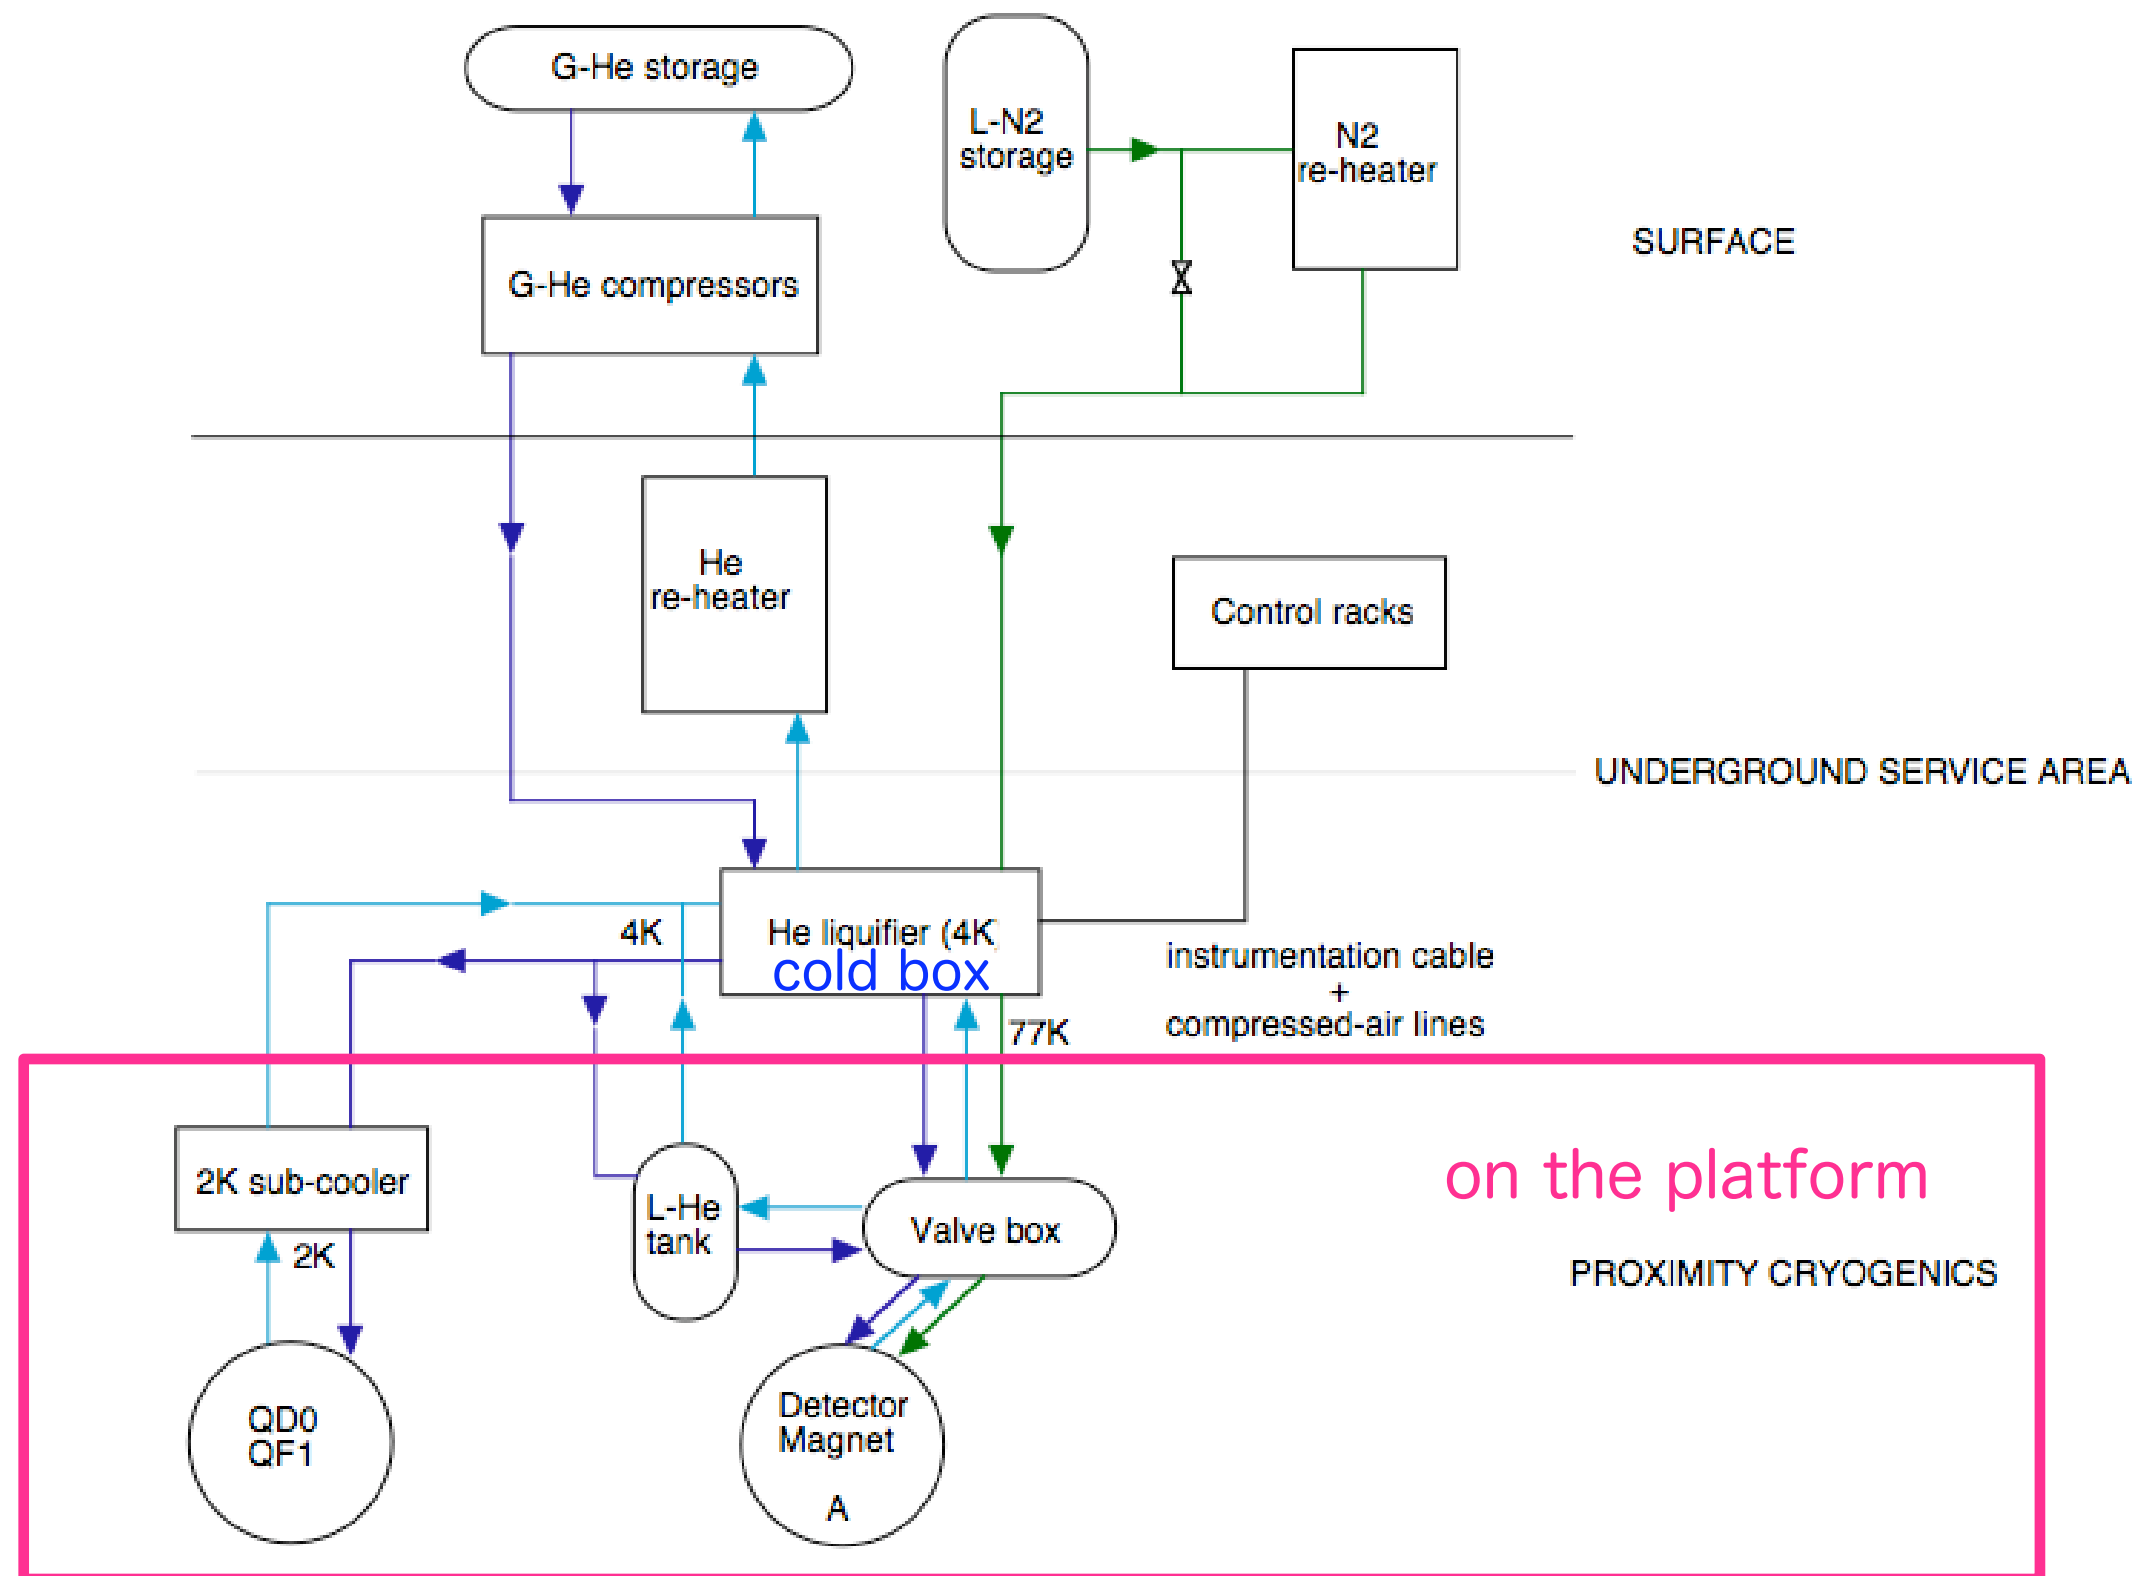 G-He storage
L-N2
storage
N2
re-heater
SURFACE
G-He compressors
He
re-heater
Control racks
UNDERGROUND SERVICE AREA
4K
He liquifier (4K)
cold box
instrumentation cable
+
compressed-air lines
77K
on the platform
2K sub-cooler
L-He
tank
Valve box
2K
PROXIMITY CRYOGENICS
QD0
QF1
Detector
Magnet
A